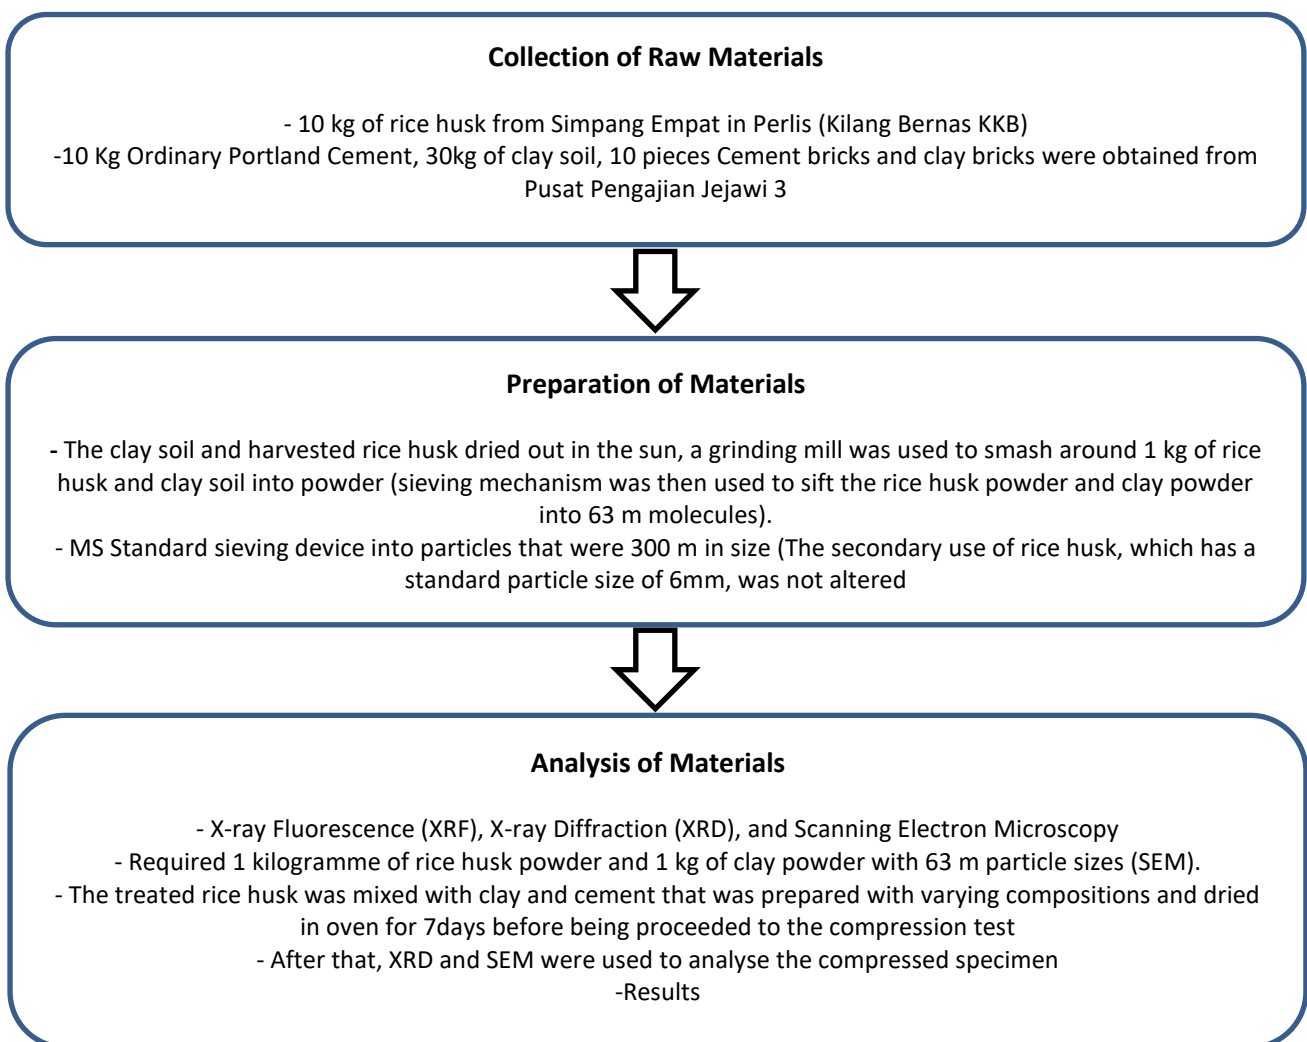 Collection of Raw Materials
- 10 kg of rice husk from Simpang Empat in Perlis (Kilang Bernas KKB)
-10 Kg Ordinary Portland Cement, 30kg of clay soil, 10 pieces Cement bricks and clay bricks were obtained from
Pusat Pengajian Jejawi 3
Preparation of Materials
- The clay soil and harvested rice husk dried out in the sun, a grinding mill was used to smash around 1 kg of rice
husk and clay soil into powder (sieving mechanism was then used to sift the rice husk powder and clay powder
into 63 m molecules).
- MS Standard sieving device into particles that were 300 m in size (The secondary use of rice husk, which has a
standard particle size of 6mm, was not altered
Analysis of Materials
- X-ray Fluorescence (XRF), X-ray Diffraction (XRD), and Scanning Electron Microscopy
- Required 1 kilogramme of rice husk powder and 1 kg of clay powder with 63 m particle sizes (SEM).
- The treated rice husk was mixed with clay and cement that was prepared with varying compositions and dried
in oven for 7days before being proceeded to the compression test
- After that, XRD and SEM were used to analyse the compressed specimen
-Results